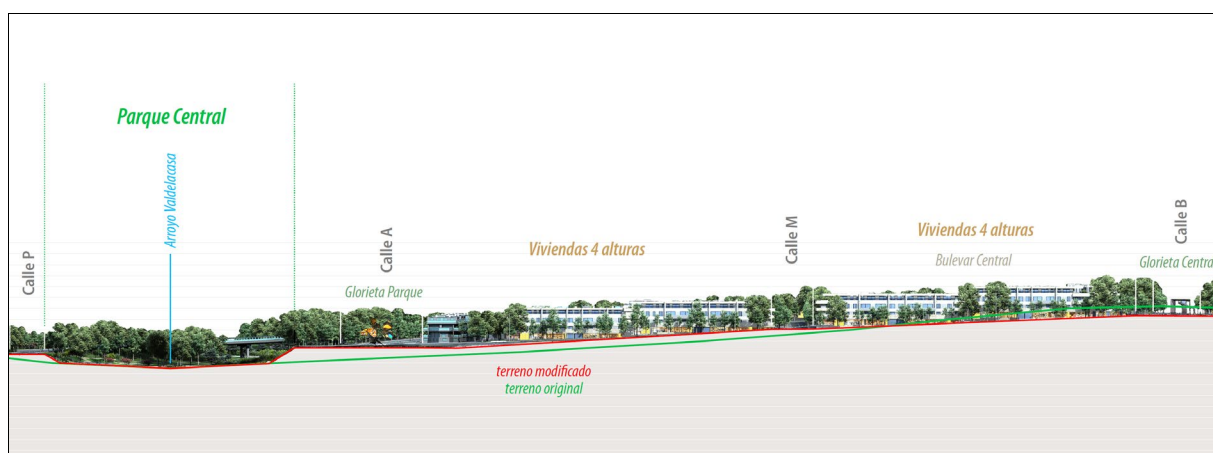 Parque Central
Arroyo Valdelacasa
Calle P
Calle A
Glorieta Parque
Viviendas 4 alturas
Calle M
Viviendas 4 alturas
Bulevar Central
Calle B
Glorieta Central
terreno modificado
terreno original